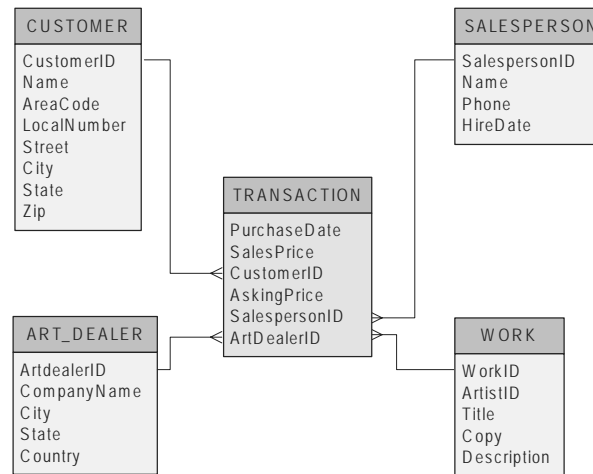 CUSTOMER
CustomerID
Name
AreaCode
LocalNumber
Street
City
State
Zip
SALESPERSON
SalespersonID
Name
Phone
HireDate
TRANSACTION
PurchaseDate
SalesPrice
CustomerID
AskingPrice
SalespersonID
ArtDealerID
ART_DEALER
ArtdealerID
CompanyName
City
State
Country
WORK
WorkID
ArtistID
Title
Copy
Description